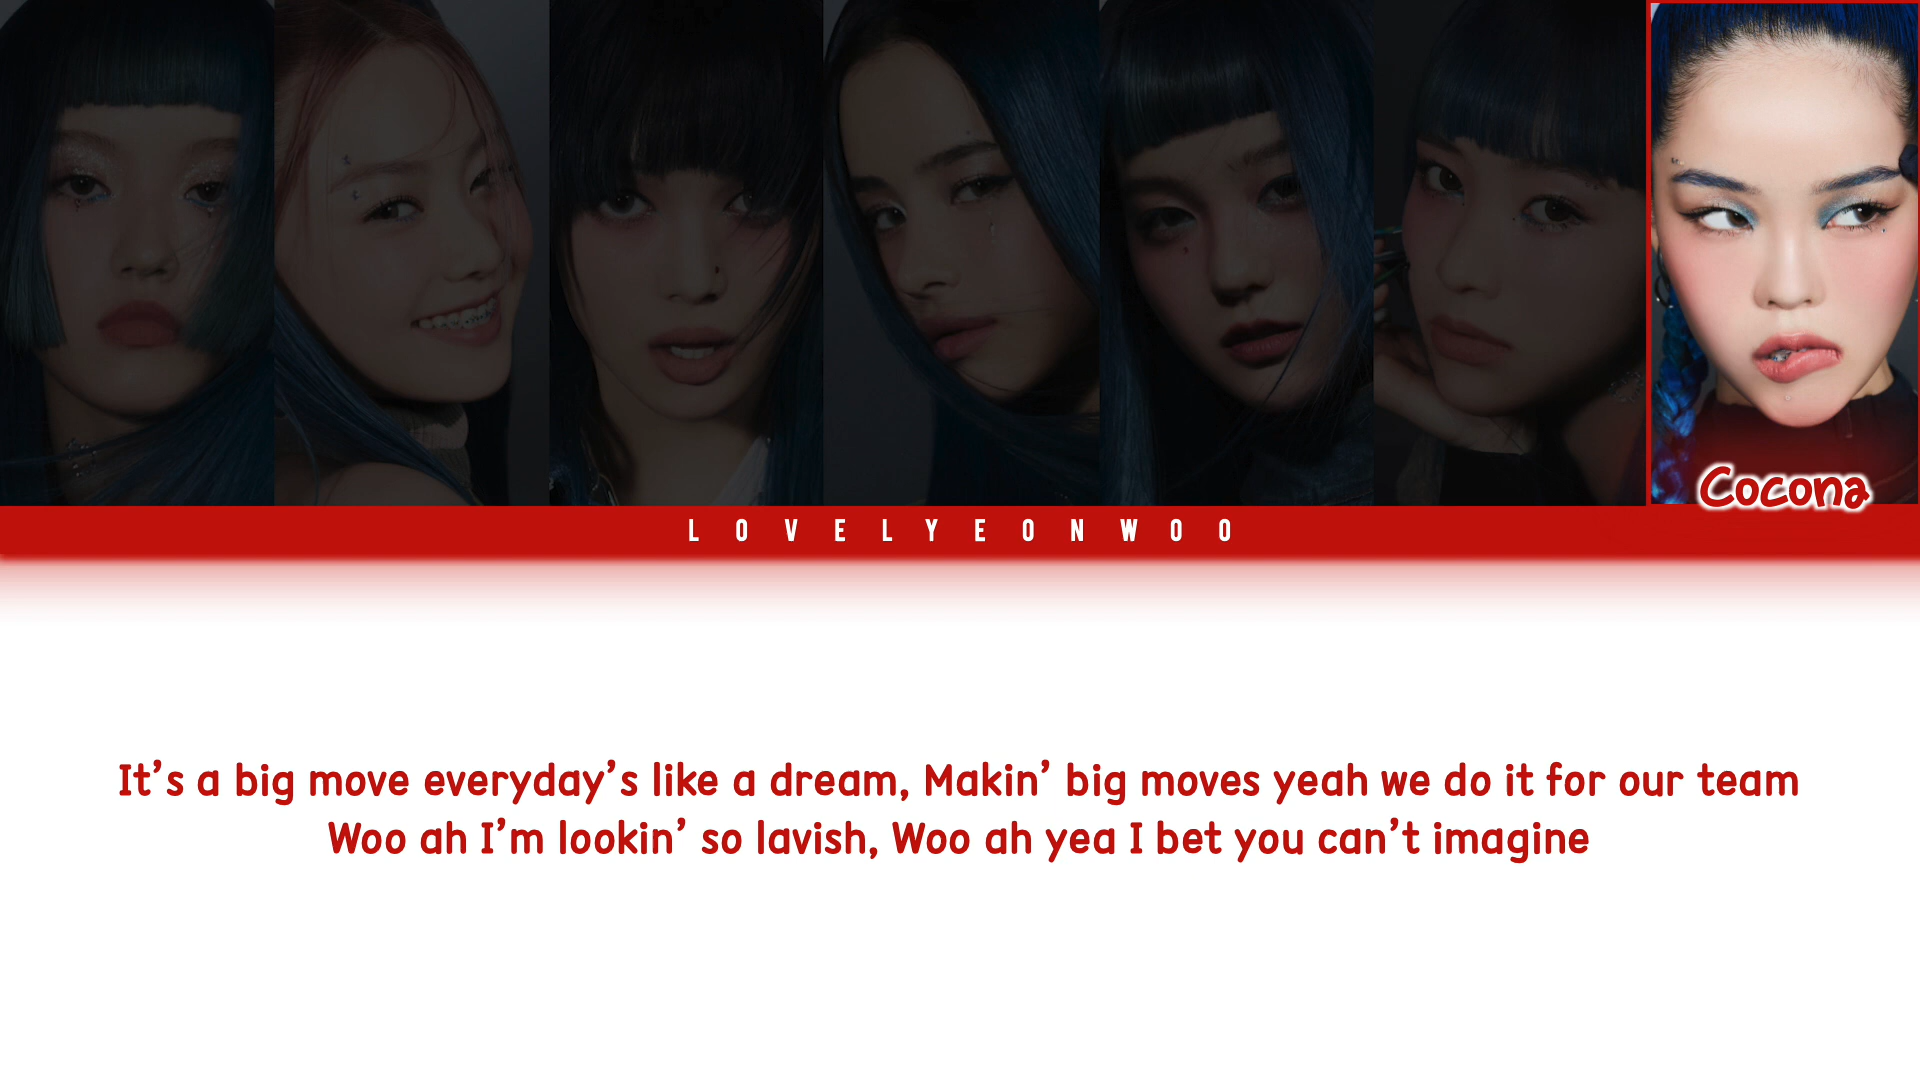 Cocona
LOVELYEONWOO
It’s a big move everyday’s like a dream, Makin’ big moves yeah we do it for our team
Woo ah I’m lookin’ so lavish, Woo ah yea I bet you can’t imagine